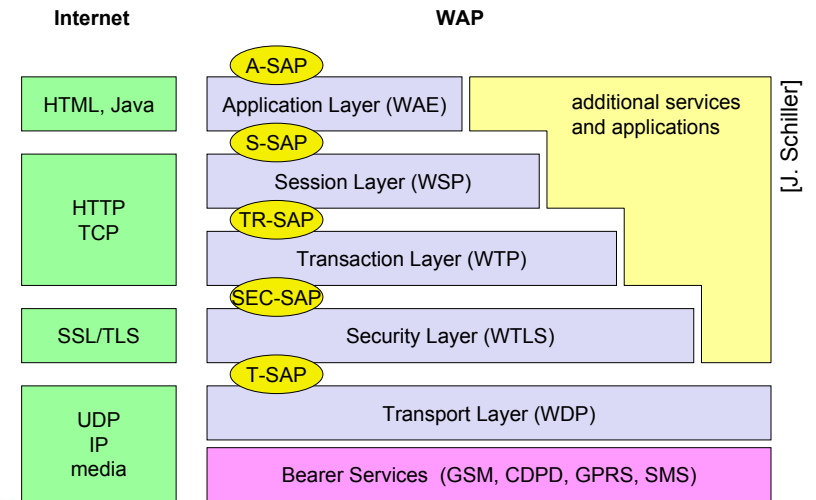 Internet
WAP
A-SAP
HTML, Java
Application Layer (WAE)
additional services
and applications
[J. Schiller]
S-SAP
HTTP
TCP
Session Layer (WSP)
TR-SAP
Transaction Layer (WTP)
SEC-SAP
SSL/TLS
Security Layer (WTLS)
T-SAP
UDP
IP
media
Transport Layer (WDP)
Bearer Services (GSM, CDPD, GPRS, SMS)